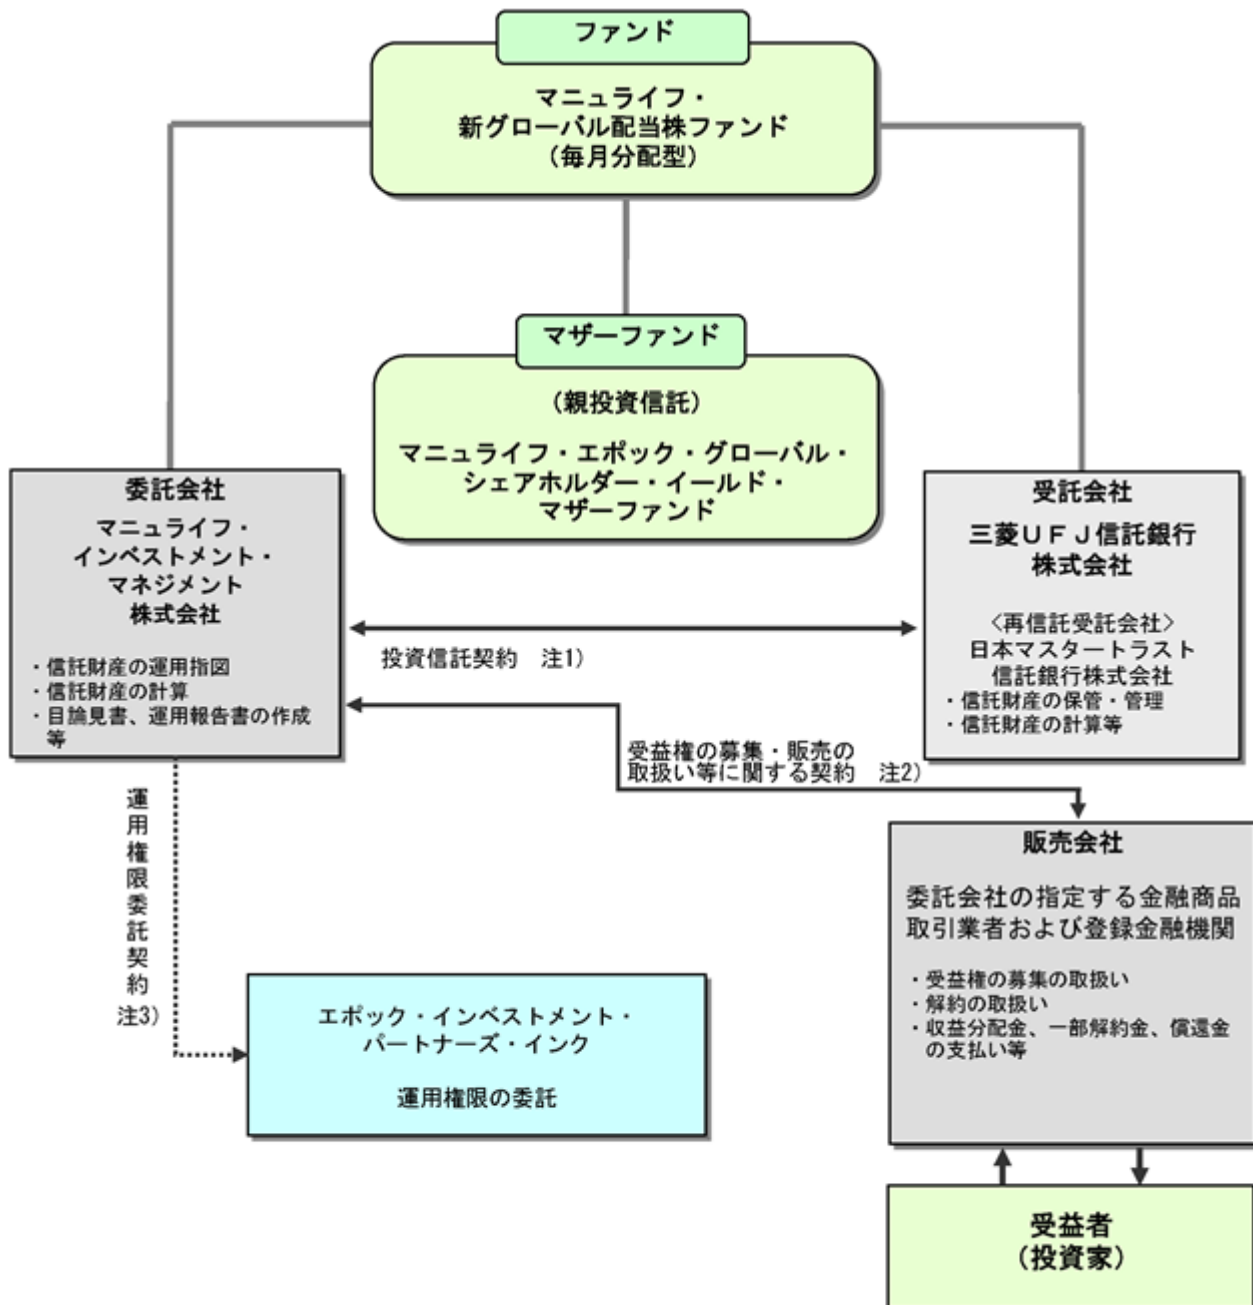 ファンド
マニュライフ・
新グローバル配当株ファンド
（毎月分配型）
マザーファンド
（親投資信託）
マニュライフ・エポック・グローバル・
シェアホルダー・イールド・
マザーファンド
委託会社
マニュライフ・
インベストメント・
マネジメント
株式会社
・信託財産の運用指図
・信託財産の計算
・目論見書、運用報告書の作成
等
受託会社
三菱ＵＦＪ信託銀行
株式会社
〈再信託受託会社〉
日本マスタートラスト
信託銀行株式会社
・信託財産の保管・管理
・信託財産の計算等
投資信託契約　注1）
受益権の募集・販売の
取扱い等に関する契約　注2）
運用権限委託契約
注3）
エポック・インベストメント・
パートナーズ・インク
運用権限の委託
販売会社
委託会社の指定する金融商品
取引業者および登録金融機関
・受益権の募集の取扱い
・解約の取扱い
・収益分配金、一部解約金、償還金
の支払い等
受益者
（投資家）